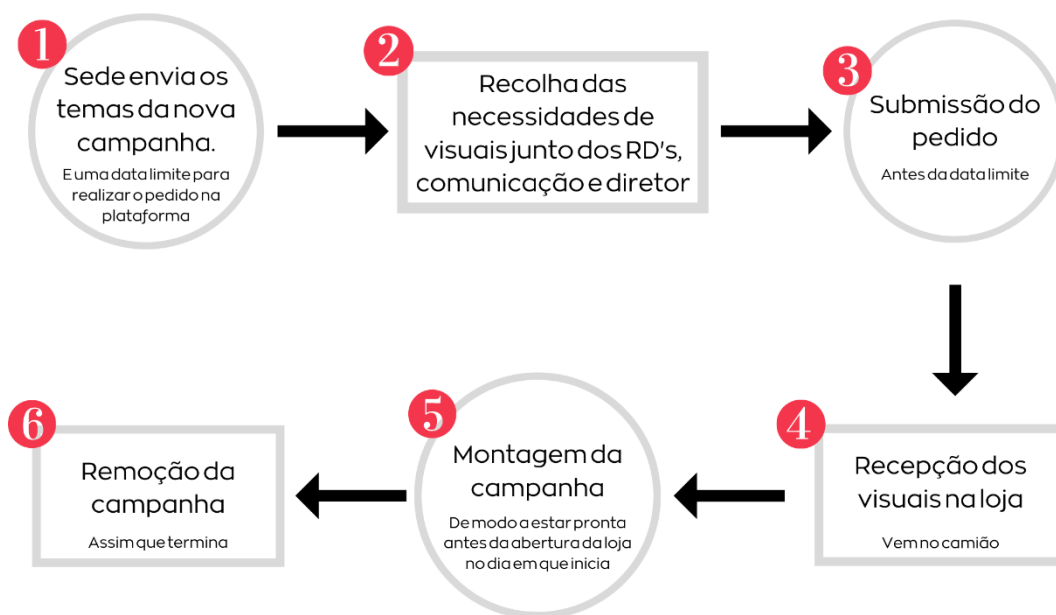 1
Sede envia os
temas da nova
campanha.
E uma data limite para
realizar o pedido na
plataforma
2
Recolha das
necessidades de
visuais junto dos RD's,
comunicação e diretor
3
Submissão do
pedido
Antes da data limite
4
Recepção dos
visuais na loja
Vem no camião
5
Montagem da
campanha
De modo a estar pronta
antes da abertura da loja
no dia em que inicia
6
Remoção da
campanha
Assim que termina